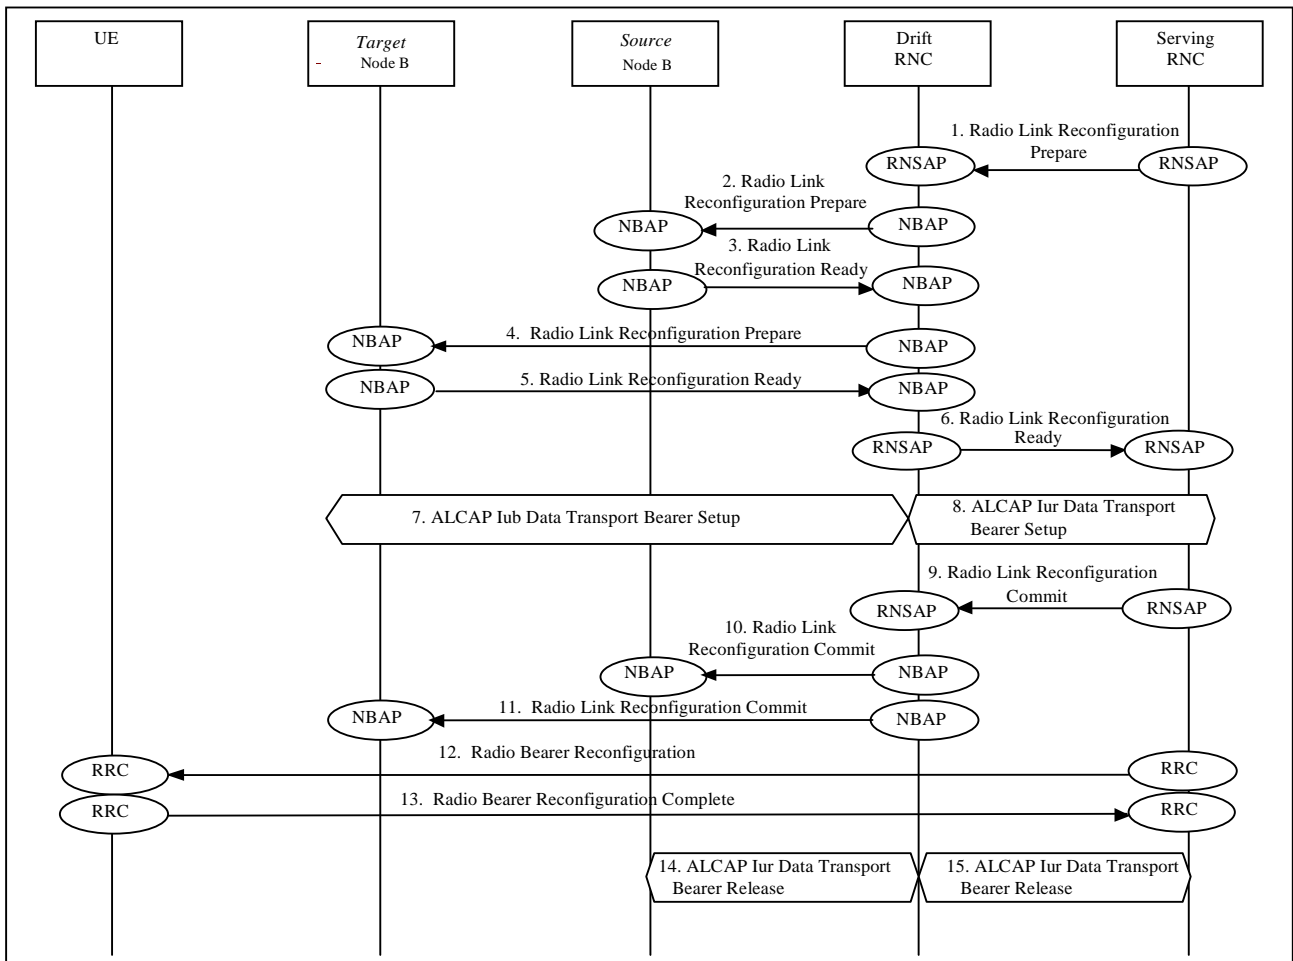 UE
Target
- Node B
Source
Node B
Drift
RNC
Serving
RNC
1. Radio Link Reconfiguration
Prepare
RNSAP
RNSAP
2. Radio Link
Reconfiguration Prepare
NBAP
NBAP
3. Radio Link
Reconfiguration Ready
NBAP
NBAP
4. Radio Link Reconfiguration Prepare
NBAP
NBAP
5. Radio Link Reconfiguration Ready
NBAP
NBAP
6. Radio Link Reconfiguration
Ready
RNSAP
RNSAP
7. ALCAP Iub Data Transport Bearer Setup
8. ALCAP Iur Data Transport
Bearer Setup
9. Radio Link Reconfiguration
Commit
RNSAP
RNSAP
10. Radio Link
Reconfiguration Commit
NBAP
NBAP
11. Radio Link Reconfiguration Commit
NBAP
NBAP
12. Radio Bearer Reconfiguration
RRC
RRC
13. Radio Bearer Reconfiguration Complete
RRC
RRC
14. ALCAP Iur Data Transport
Bearer Release
15. ALCAP Iur Data Transport
Bearer Release